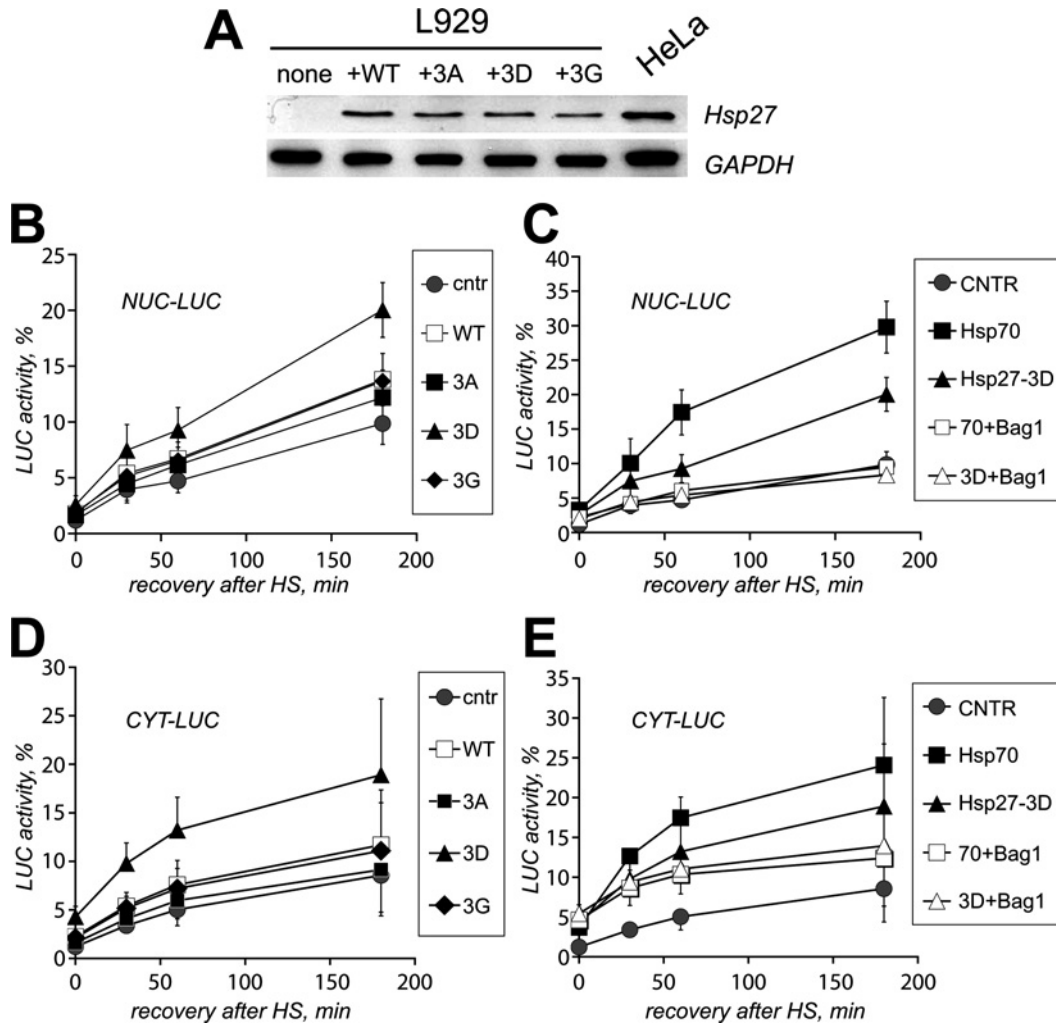 A
L929
HeLa
none +WT +3A +3D +3G
Hsp27
GAPDH
B
25
20
15
10
5
0
LUC activity, %
NUC-LUC
0 50 100 150 200
recovery after HS, min
cntr
WT
3A
3D
3G
C
40
35
30
25
20
15
10
5
0
LUC activity, %
NUC-LUC
0 50 100 150 200
recovery after HS, min
CNTR
Hsp70
Hsp27-3D
70+Bag1
3D+Bag1
D
30
25
20
15
10
5
0
LUC activity, %
CYT-LUC
0 50 100 150 200
recovery after HS, min
cntr
WT
3A
3D
3G
E
35
30
25
20
15
10
5
0
LUC activity, %
CYT-LUC
0 50 100 150 200
recovery after HS, min
CNTR
Hsp70
Hsp27-3D
70+Bag1
3D+Bag1